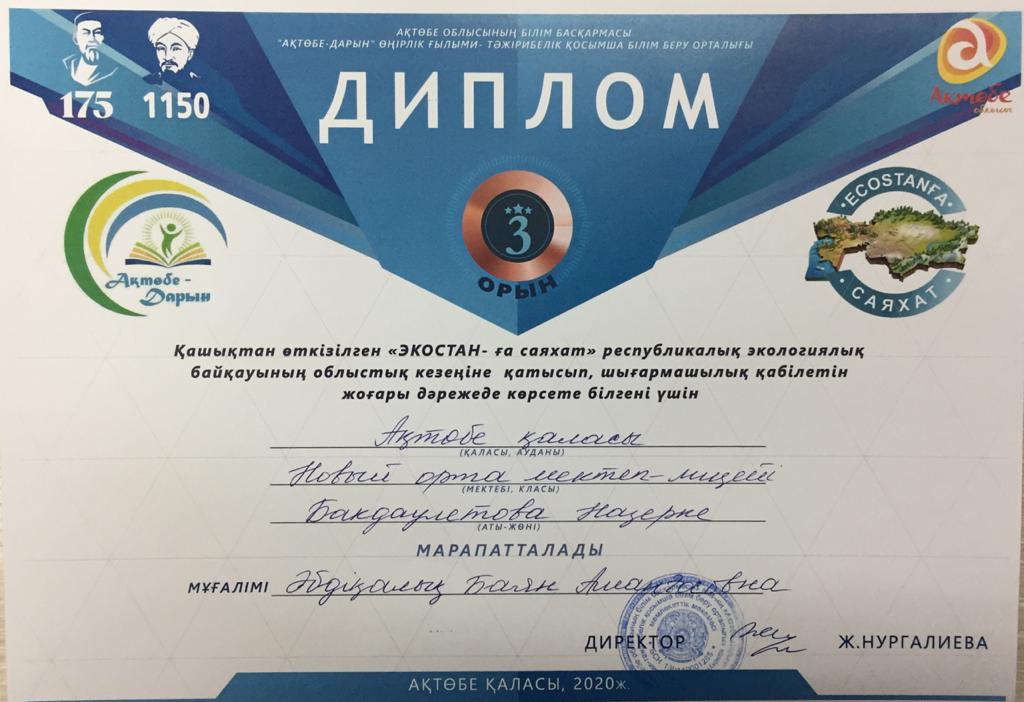 АҚТӨБЕ ОБЛЫСЫНЫҢ БІЛІМ БАСҚАРМАСЫ
"АҚТӨБЕ-ДАРЫН" ӨҢІРЛІК ҒЫЛЫМИ- ТӘЖІРИБЕЛІК ҚОСЫМША БІЛІМ БЕРУ ОРТАЛЫҒЫ
175 1150
ДИПЛОМ
Ақтөбе
облысы
Ақтөбе -
Дарын
3
ОРЫН
ECOSTANҒА
САЯХАТ
Қашықтан өткізілген «ЭКОСТАН- ға саяхат» республикалық экологиялық
байқауының облыстық кезеңіне қатысып, шығармашылық қабілетін
жоғары дәрежеде көрсете білгені үшін
Ақтөбе қаласы
(ҚАЛАСЫ, АУДАНЫ)
Новый орта мектеп-лицейі
(МЕКТЕБІ, КЛАСЫ)
Бакдаулетова Назерке
(АТЫ-ЖӨНІ)
МАРАПАТТАЛАДЫ
МҰҒАЛІМІ Әбдіқалық Баян
ДИРЕКТОР Ж.НУРГАЛИЕВА
АҚТӨБЕ ҚАЛАСЫ, 2020ж.